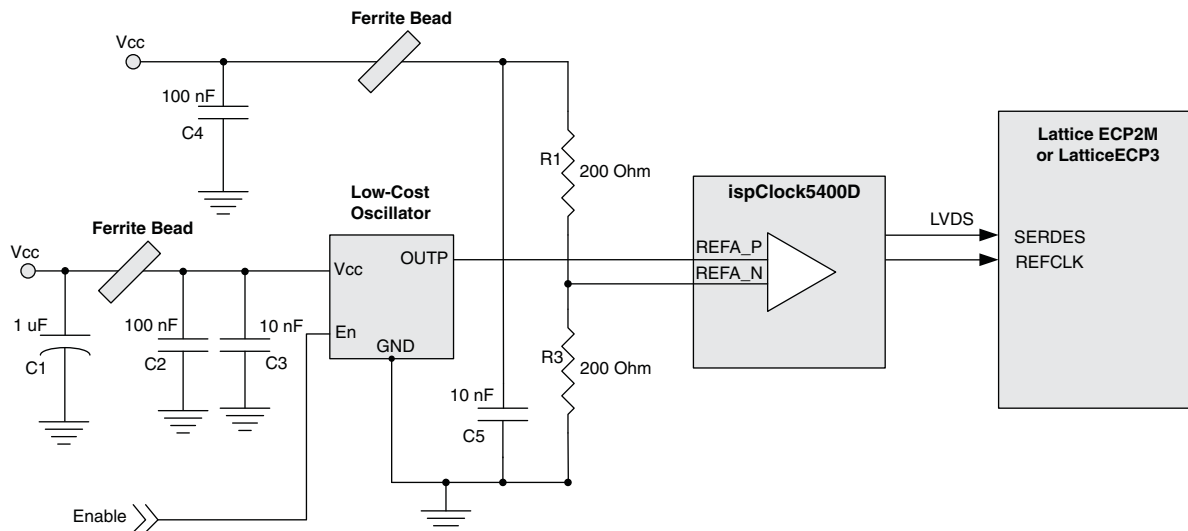 Ferrite Bead
Vcc
100 nF
C4
R1
200 Ohm
Lattice ECP2M
or LatticeECP3
ispClock5400D
Low-Cost
Oscillator
Ferrite Bead
Vcc
Vcc
OUTP
REFA_P
REFA_N
LVDS
SERDES
REFCLK
1 uF
C1
100 nF
C2
10 nF
C3
En
GND
R3
200 Ohm
10 nF
C5
Enable